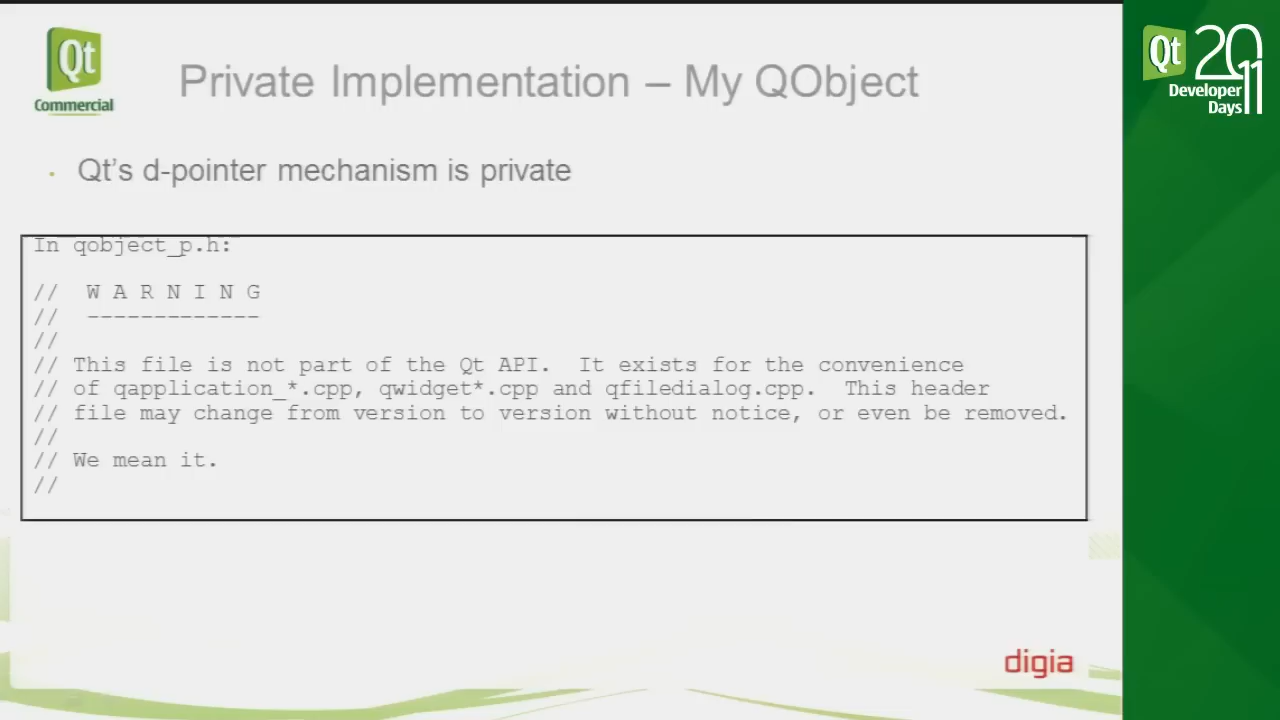 Qt
Commercial
Private Implementation – My QObject
Qt 2011
Developer
Days
· Qt's d-pointer mechanism is private
In qobject_p.h:
//  W A R N I N G
//  -------------
//
// This file is not part of the Qt API.  It exists for the convenience
// of qapplication_*.cpp, qwidget*.cpp and qfiledialog.cpp.  This header
// file may change from version to version without notice, or even be removed.
//
// We mean it.
//
digia